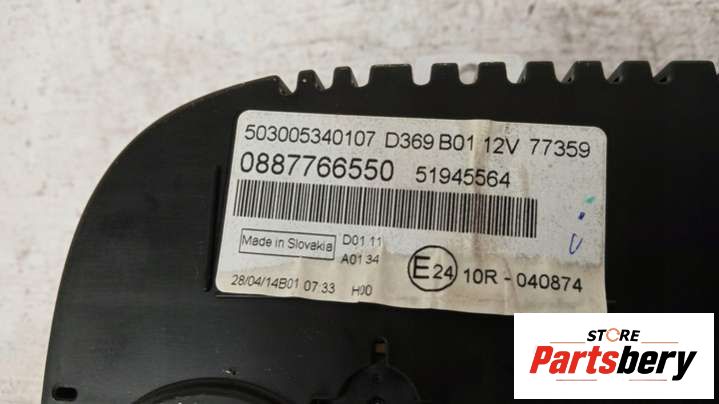 503005340107 D369 B01 12V 77359
0887766550 51945564
Made in Slovakia D01 11
A01 34
E24 10R - 040874
28/04/14B01 07:33 H00
STORE
Partsbery